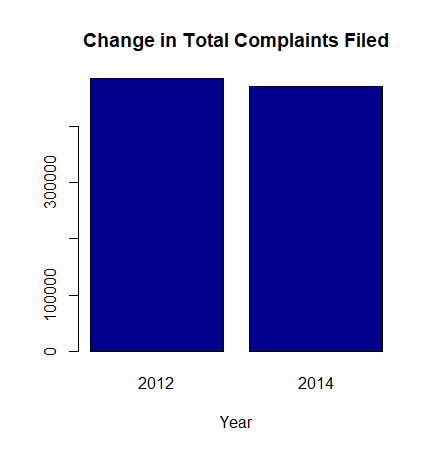 Change in Total Complaints Filed
300000
100000
0
2012 2014
Year